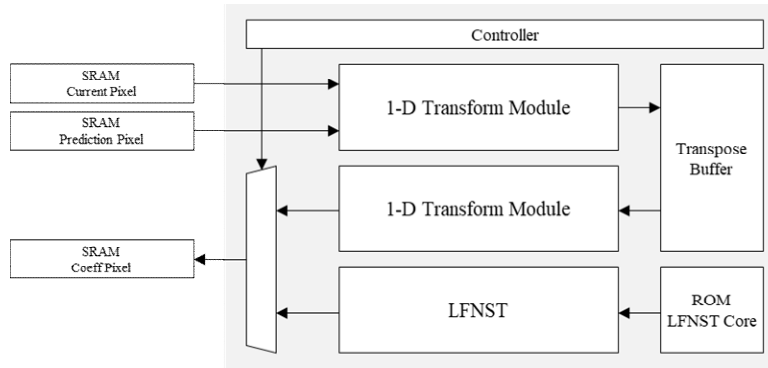 Controller
SRAM
Current Pixel
1-D Transform Module
SRAM
Prediction Pixel
Transpose
Buffer
1-D Transform Module
SRAM
Coeff Pixel
LFNST
ROM
LFNST Core